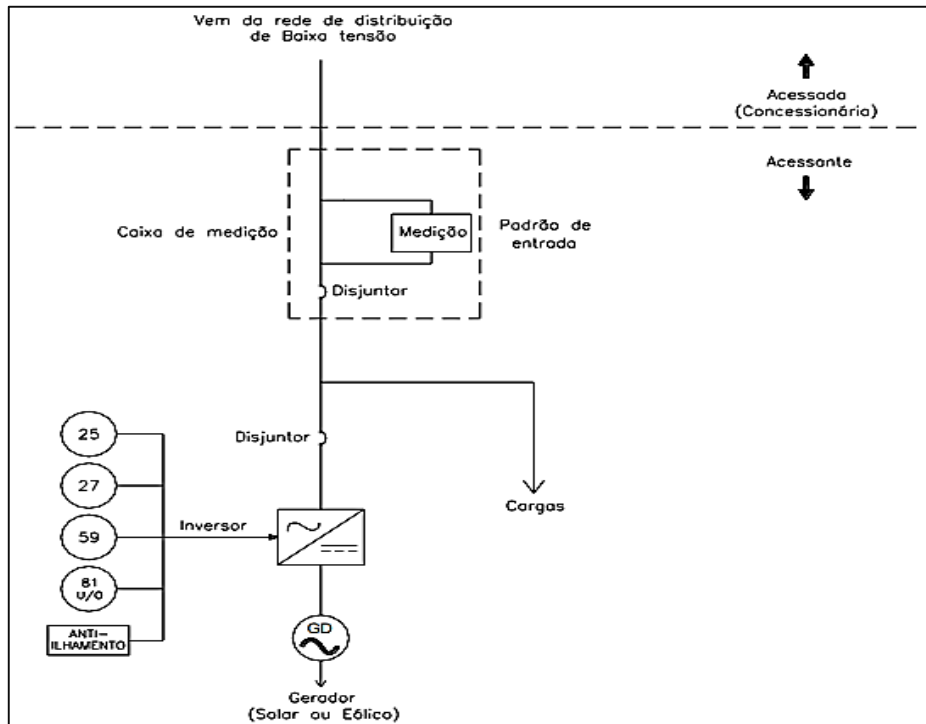 Vem da rede de distribuição
de Baixa tensão
Acessada
(Concessionária)
Acessante
Caixa de medição
Medição
Padrão de
entrada
Disjuntor
Disjuntor
25
27
59
81
U/O
ANTI-
ILHAMENTO
Inversor
Cargas
GD
Gerador
(Solar ou Eólico)